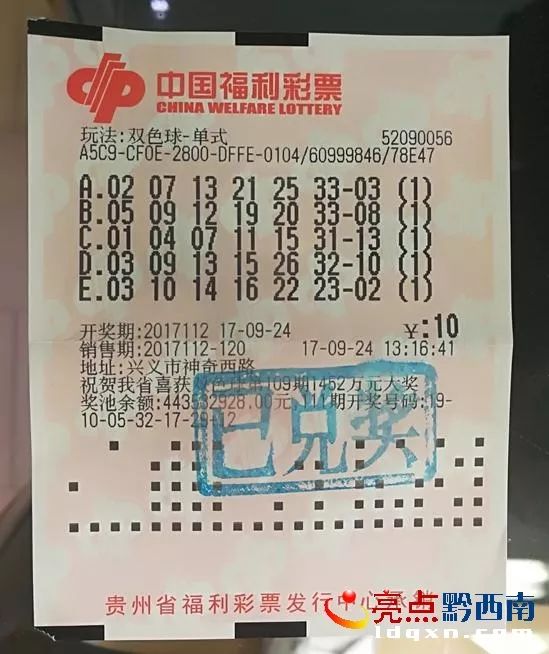 中国福利彩票
CHINA WELFARE LOTTERY
玩法:双色球-单式 52090056
A5C9-CF0E-2800-DFFE-0104/60999846/78E47
A.02 07 13 21 25 33-03 (1)
B.05 09 12 19 20 33-08 (1)
C.01 04 07 11 15 31-13 (1)
D.03 09 13 15 26 32-10 (1)
E.03 10 14 16 22 23-02 (1)
开奖期:2017112 17-09-24 ¥:10
销售期:2017112-120 17-09-24 13:16:41
地址:兴义市神奇西路
祝贺我省喜获双色球第109期1452万元大奖
奖池余额:443 928.00元,111期开奖号码:19-
10-05-32-17-29-12
已兑奖
贵州省福利彩票发行中心承销
亮点黔西南
ldqxn.com